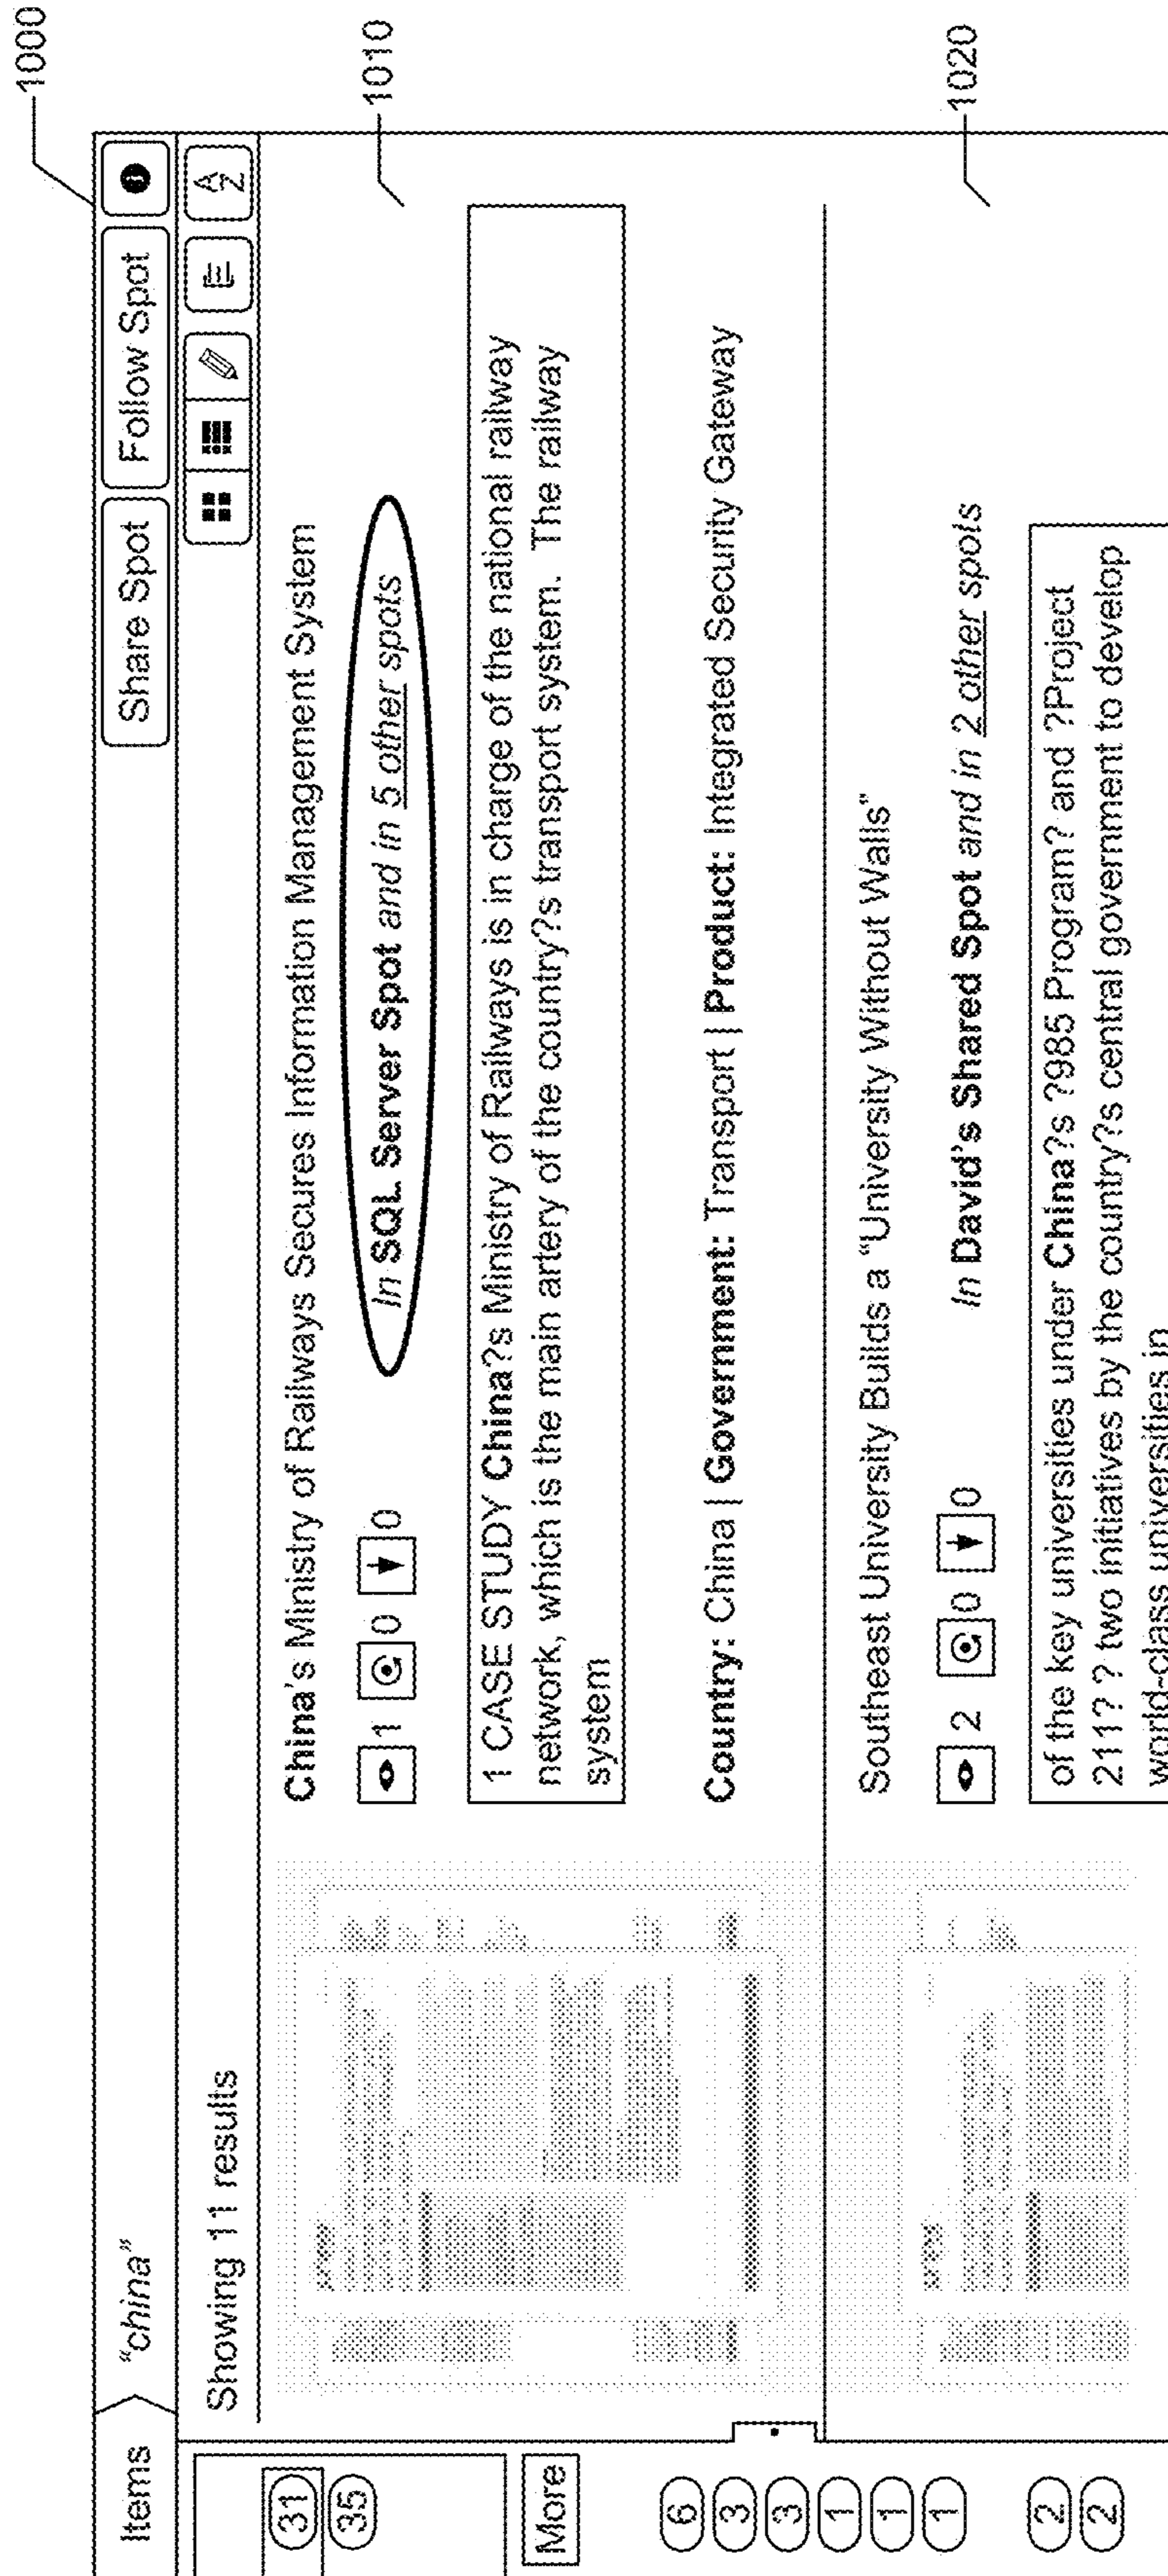 1000
Items
"china"
Share Spot
Follow Spot
Showing 11 results
A
Z
31
35
More
6
3
3
1
1
1
2
2
China's Ministry of Railways Secures Information Management System
1 0 0
In SQL Server Spot and in 5 other spots
1010
1 CASE STUDY China?s Ministry of Railways is in charge of the national railway
network, which is the main artery of the country?s transport system. The railway
system
Country: China | Government: Transport | Product: Integrated Security Gateway
Southeast University Builds a “University Without Walls”
2 0 0
In David's Shared Spot and in 2 other spots
1020
of the key universities under China?s ?985 Program? and ?Project
211? ? two initiatives by the country?s central government to develop
world-class universities in